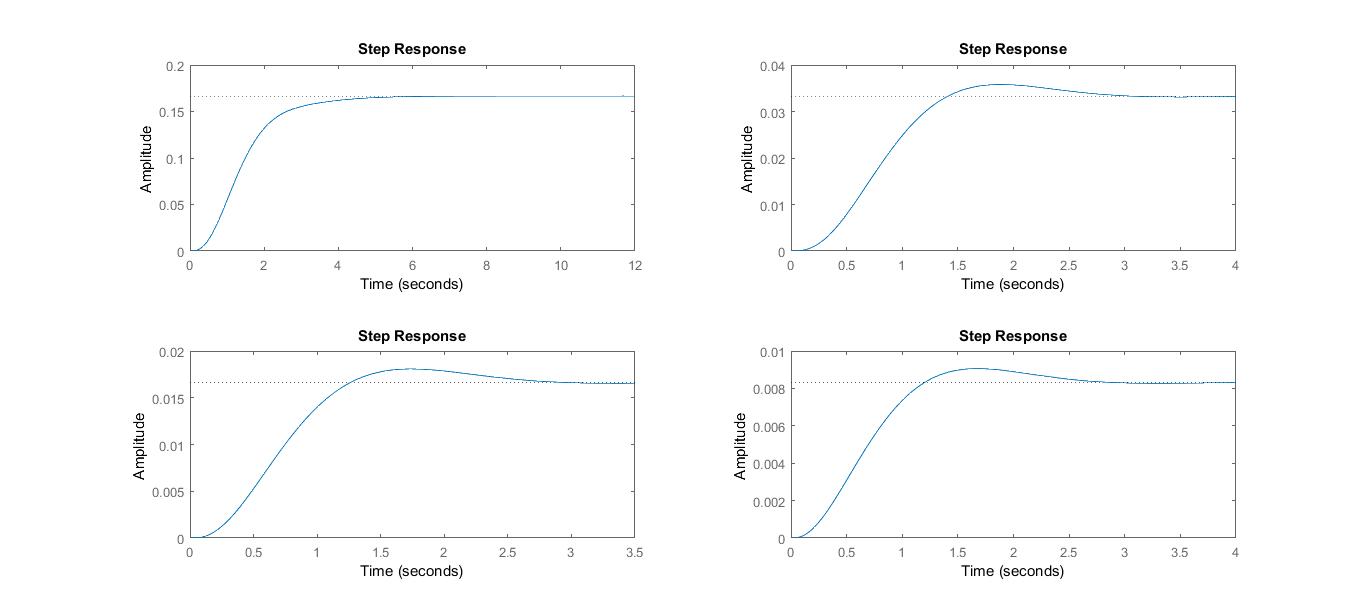 Step Response
0.2
0.15
0.1
0.05
0
Amplitude
0 2 4 6 8 10 12
Time (seconds)
Step Response
0.04
0.03
0.02
0.01
0
Amplitude
0 0.5 1 1.5 2 2.5 3 3.5 4
Time (seconds)
Step Response
0.02
0.015
0.01
0.005
0
Amplitude
0 0.5 1 1.5 2 2.5 3 3.5
Time (seconds)
Step Response
0.01
0.008
0.006
0.004
0.002
0
Amplitude
0 0.5 1 1.5 2 2.5 3 3.5 4
Time (seconds)